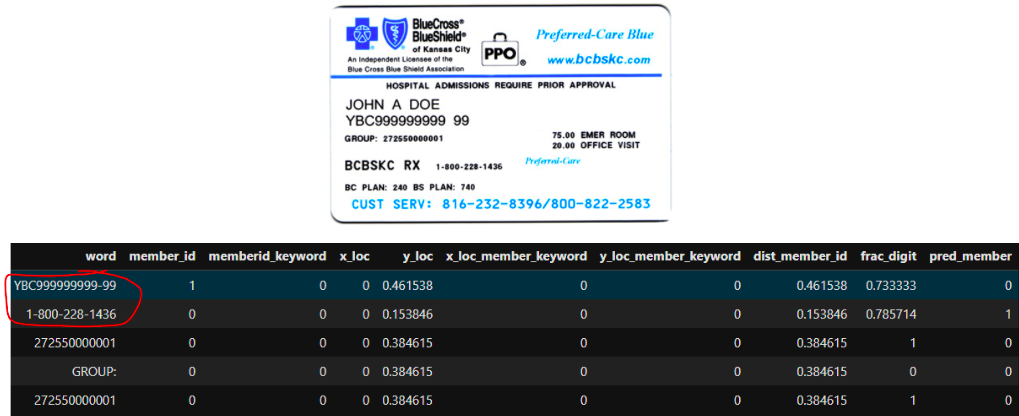 BlueCross®
BlueShield®
of Kansas City
An Independent Licensee of the
Blue Cross Blue Shield Association
PPO®
Preferred-Care Blue
www.bcbskc.com
HOSPITAL ADMISSIONS REQUIRE PRIOR APPROVAL
JOHN A DOE
YBC999999999 99
GROUP: 272550000001
75.00 EMER ROOM
20.00 OFFICE VISIT
BCBSKC RX 1-800-228-1436
Preferred-Care
BC PLAN: 240 BS PLAN: 740
CUST SERV: 816-232-8396/800-822-2583
word member_id memberid_keyword x_loc y_loc x_loc_member_keyword y_loc_member_keyword dist_member_id frac_digit pred_member
YBC999999999-99 1 0 0 0.461538 0 0 0.461538 0.733333 0
1-800-228-1436 0 0 0 0.153846 0 0 0.153846 0.785714 1
272550000001 0 0 0 0.384615 0 0 0.384615 1 0
GROUP: 0 0 0 0.384615 0 0 0.384615 0 0
272550000001 0 0 0 0.384615 0 0 0.384615 1 0